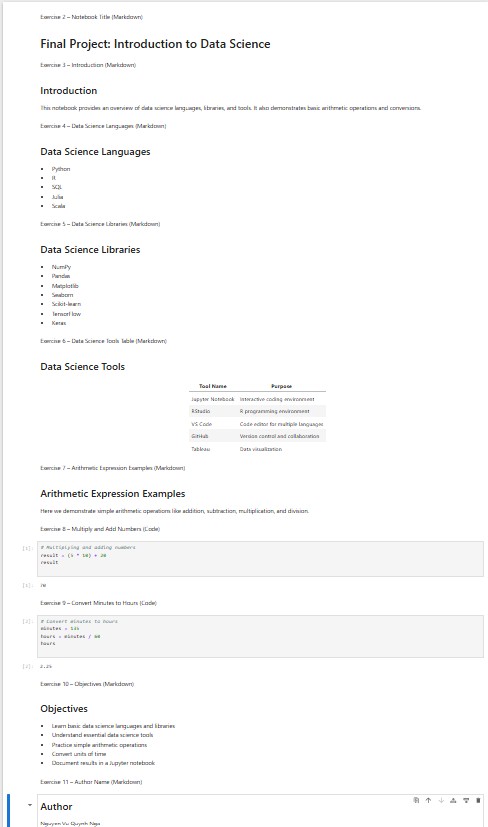 Exercise 2 – Notebook Title (Markdown)
Final Project: Introduction to Data Science
Exercise 3 – Introduction (Markdown)
Introduction
This notebook provides an overview of data science languages, libraries, and tools. It also demonstrates basic arithmetic operations and conversions.
Exercise 4 – Data Science Languages (Markdown)
Data Science Languages
• Python
• R
• SQL
• Julia
• Scala
Exercise 5 – Data Science Libraries (Markdown)
Data Science Libraries
• NumPy
• Pandas
• Matplotlib
• Seaborn
• Scikit-learn
• TensorFlow
• Keras
Exercise 6 – Data Science Tools Table (Markdown)
Data Science Tools
Tool Name Purpose
Jupyter Notebook Interactive coding environment
RStudio R programming environment
VS Code Code editor for multiple languages
GitHub Version control and collaboration
Tableau Data visualization
Exercise 7 – Arithmetic Expression Examples (Markdown)
Arithmetic Expression Examples
Here we demonstrate simple arithmetic operations like addition, subtraction, multiplication, and division.
Exercise 8 – Multiply and Add Numbers (Code)
# Multiplying and adding numbers
result = (5 * 10) + 20
result
70
Exercise 9 – Convert Minutes to Hours (Code)
# Convert minutes to hours
minutes = 135
hours = minutes / 60
hours
2.25
Exercise 10 – Objectives (Markdown)
Objectives
• Learn basic data science languages and libraries
• Understand essential data science tools
• Practice simple arithmetic operations
• Convert units of time
• Document results in a Jupyter notebook
Exercise 11 – Author Name (Markdown)
Author
Nguyen Vu Quynh Nga